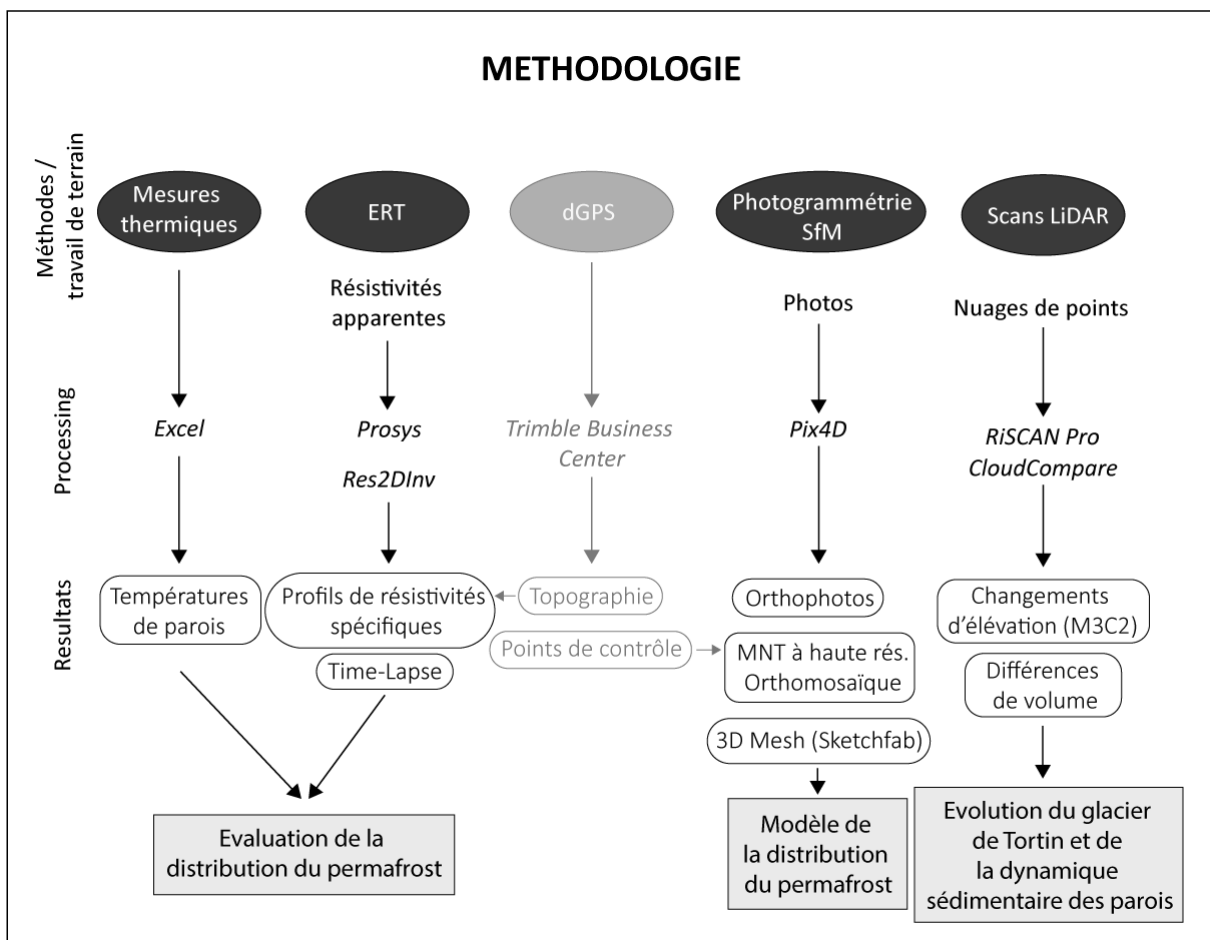 METHODOLOGIE
Méthodes /
travail de terrain
Mesures
thermiques
ERT
dGPS
Photogrammétrie
SfM
Scans LiDAR
Résistivités
apparentes
Photos
Nuages de points
Processing
Excel
Prosys
Res2DInv
Trimble Business
Center
Pix4D
RiSCAN Pro
CloudCompare
Resultats
Températures
de parois
Profils de résistivités
spécifiques
Time-Lapse
Topographie
Points de contrôle
Orthophotos
MNT à haute rés.
Orthomosaïque
3D Mesh (Sketchfab)
Changements
d'élévation (M3C2)
Différences
de volume
Evaluation de la
distribution du permafrost
Modèle de
la distribution
du permafrost
Evolution du glacier
de Tortin et de
la dynamique
sédimentaire des parois